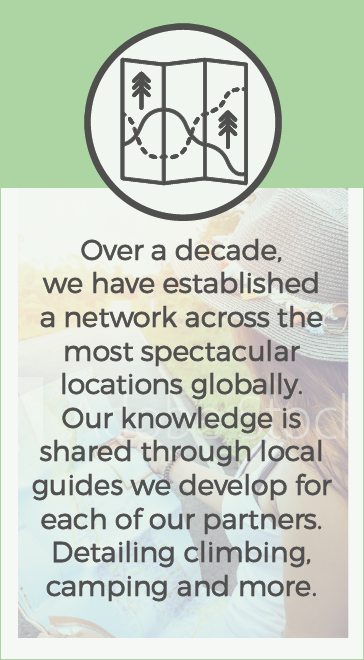 Over a decade,
we have established
a network across the
most spectacular
locations globally.
Our knowledge is
shared through local
guides we develop for
each of our partners.
Detailing climbing,
camping and more.